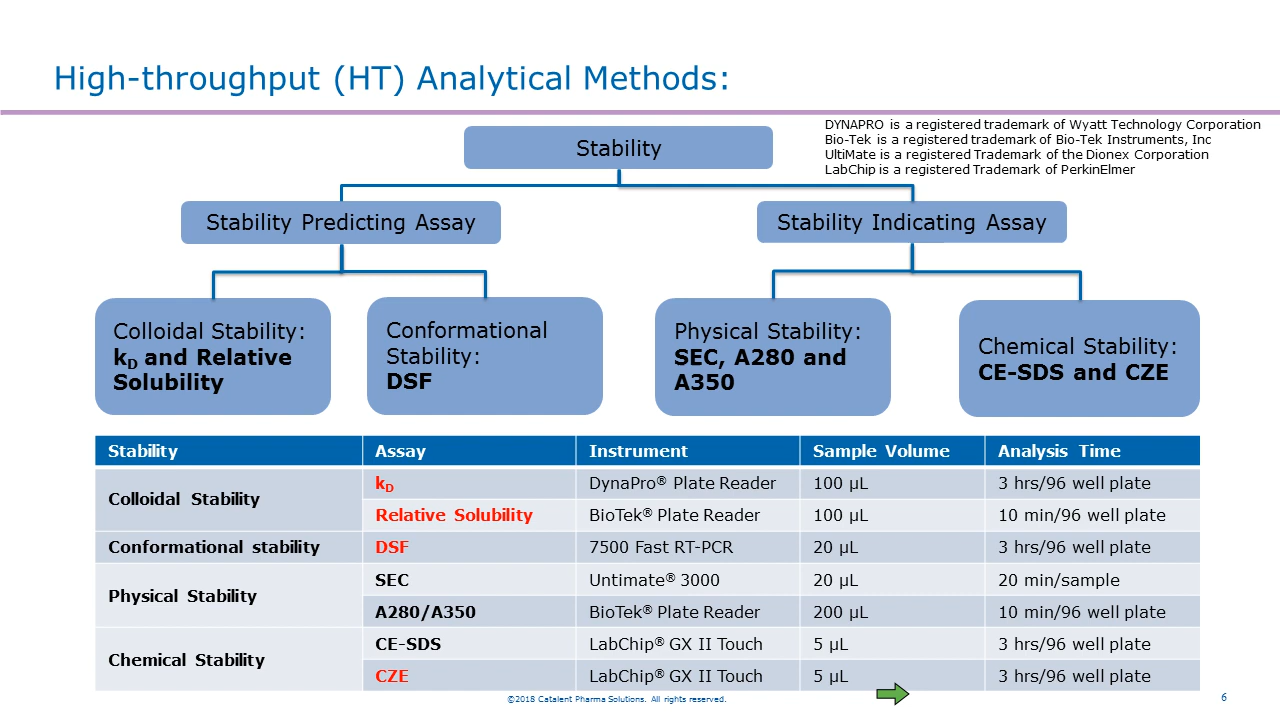 High-throughput (HT) Analytical Methods:
DYNAPRO is a registered trademark of Wyatt Technology Corporation
Bio-Tek is a registered trademark of Bio-Tek Instruments, Inc
UltiMate is a registered Trademark of the Dionex Corporation
LabChip is a registered Trademark of PerkinElmer
Stability
Stability Predicting Assay
Stability Indicating Assay
Colloidal Stability:
kD and Relative
Solubility
Conformational
Stability:
DSF
Physical Stability:
SEC, A280 and
A350
Chemical Stability:
CE-SDS and CZE
Stability Assay Instrument Sample Volume Analysis Time
Colloidal Stability
kD DynaPro® Plate Reader 100 µL 3 hrs/96 well plate
Relative Solubility BioTek® Plate Reader 100 µL 10 min/96 well plate
Conformational stability DSF 7500 Fast RT-PCR 20 µL 3 hrs/96 well plate
Physical Stability
SEC Untimate® 3000 20 µL 20 min/sample
A280/A350 BioTek® Plate Reader 200 µL 10 min/96 well plate
Chemical Stability
CE-SDS LabChip® GX II Touch 5 µL 3 hrs/96 well plate
CZE LabChip® GX II Touch 5 µL 3 hrs/96 well plate
©2018 Catalent Pharma Solutions. All rights reserved.
6